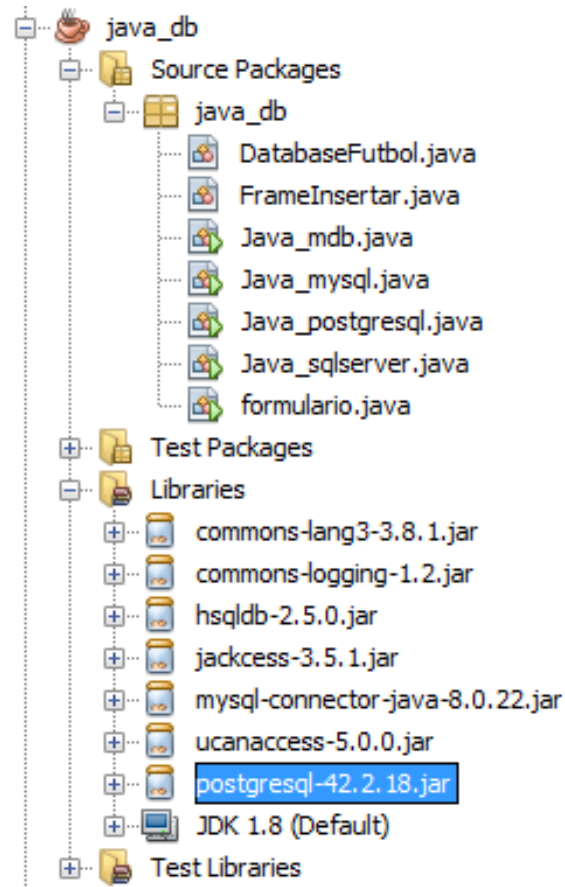 java_db
Source Packages
java_db
DatabaseFutbol.java
FrameInsertar.java
Java_mdb.java
Java_mysql.java
Java_postgresql.java
Java_sqlserver.java
formulario.java
Test Packages
Libraries
commons-lang3-3.8.1.jar
commons-logging-1.2.jar
hsqldb-2.5.0.jar
jackcess-3.5.1.jar
mysql-connector-java-8.0.22.jar
ucanaccess-5.0.0.jar
postgresql-42.2.18.jar
JDK 1.8 (Default)
Test Libraries